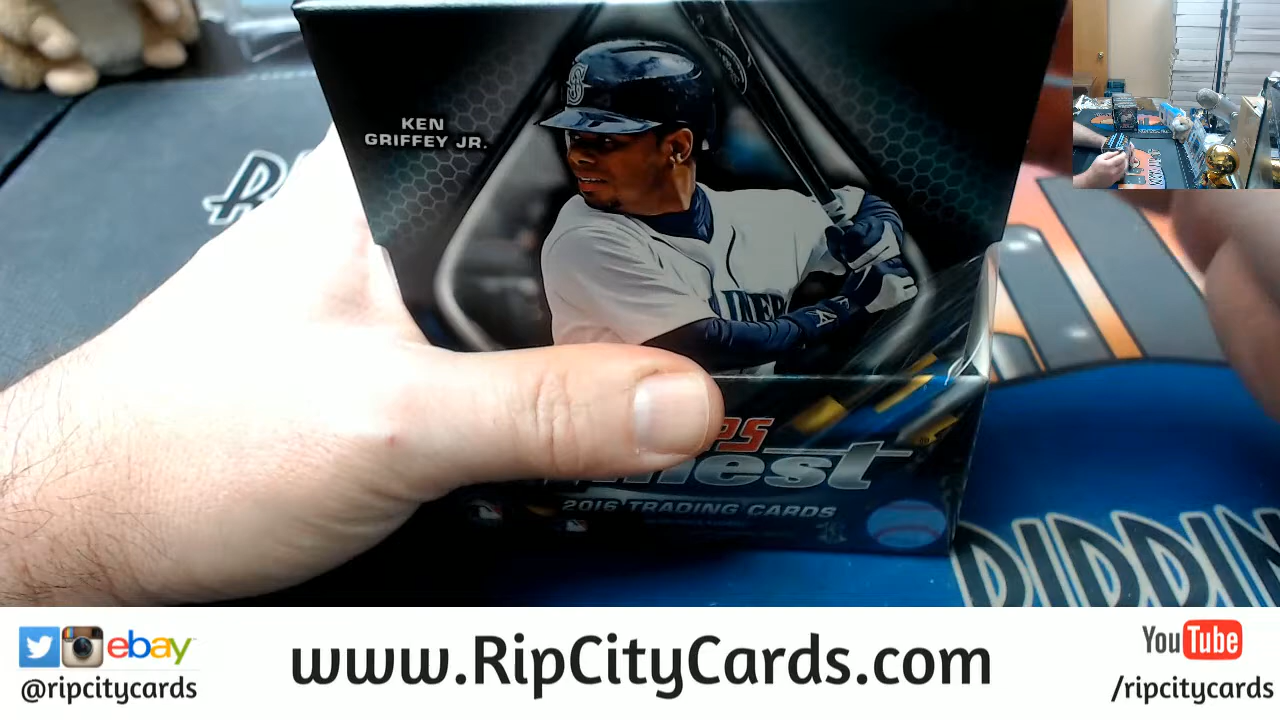 KEN
GRIFFEY JR.
2016 TRADING CARDS
ebay
@ripcitycards
www.RipCityCards.com
YouTube
/ripcitycards